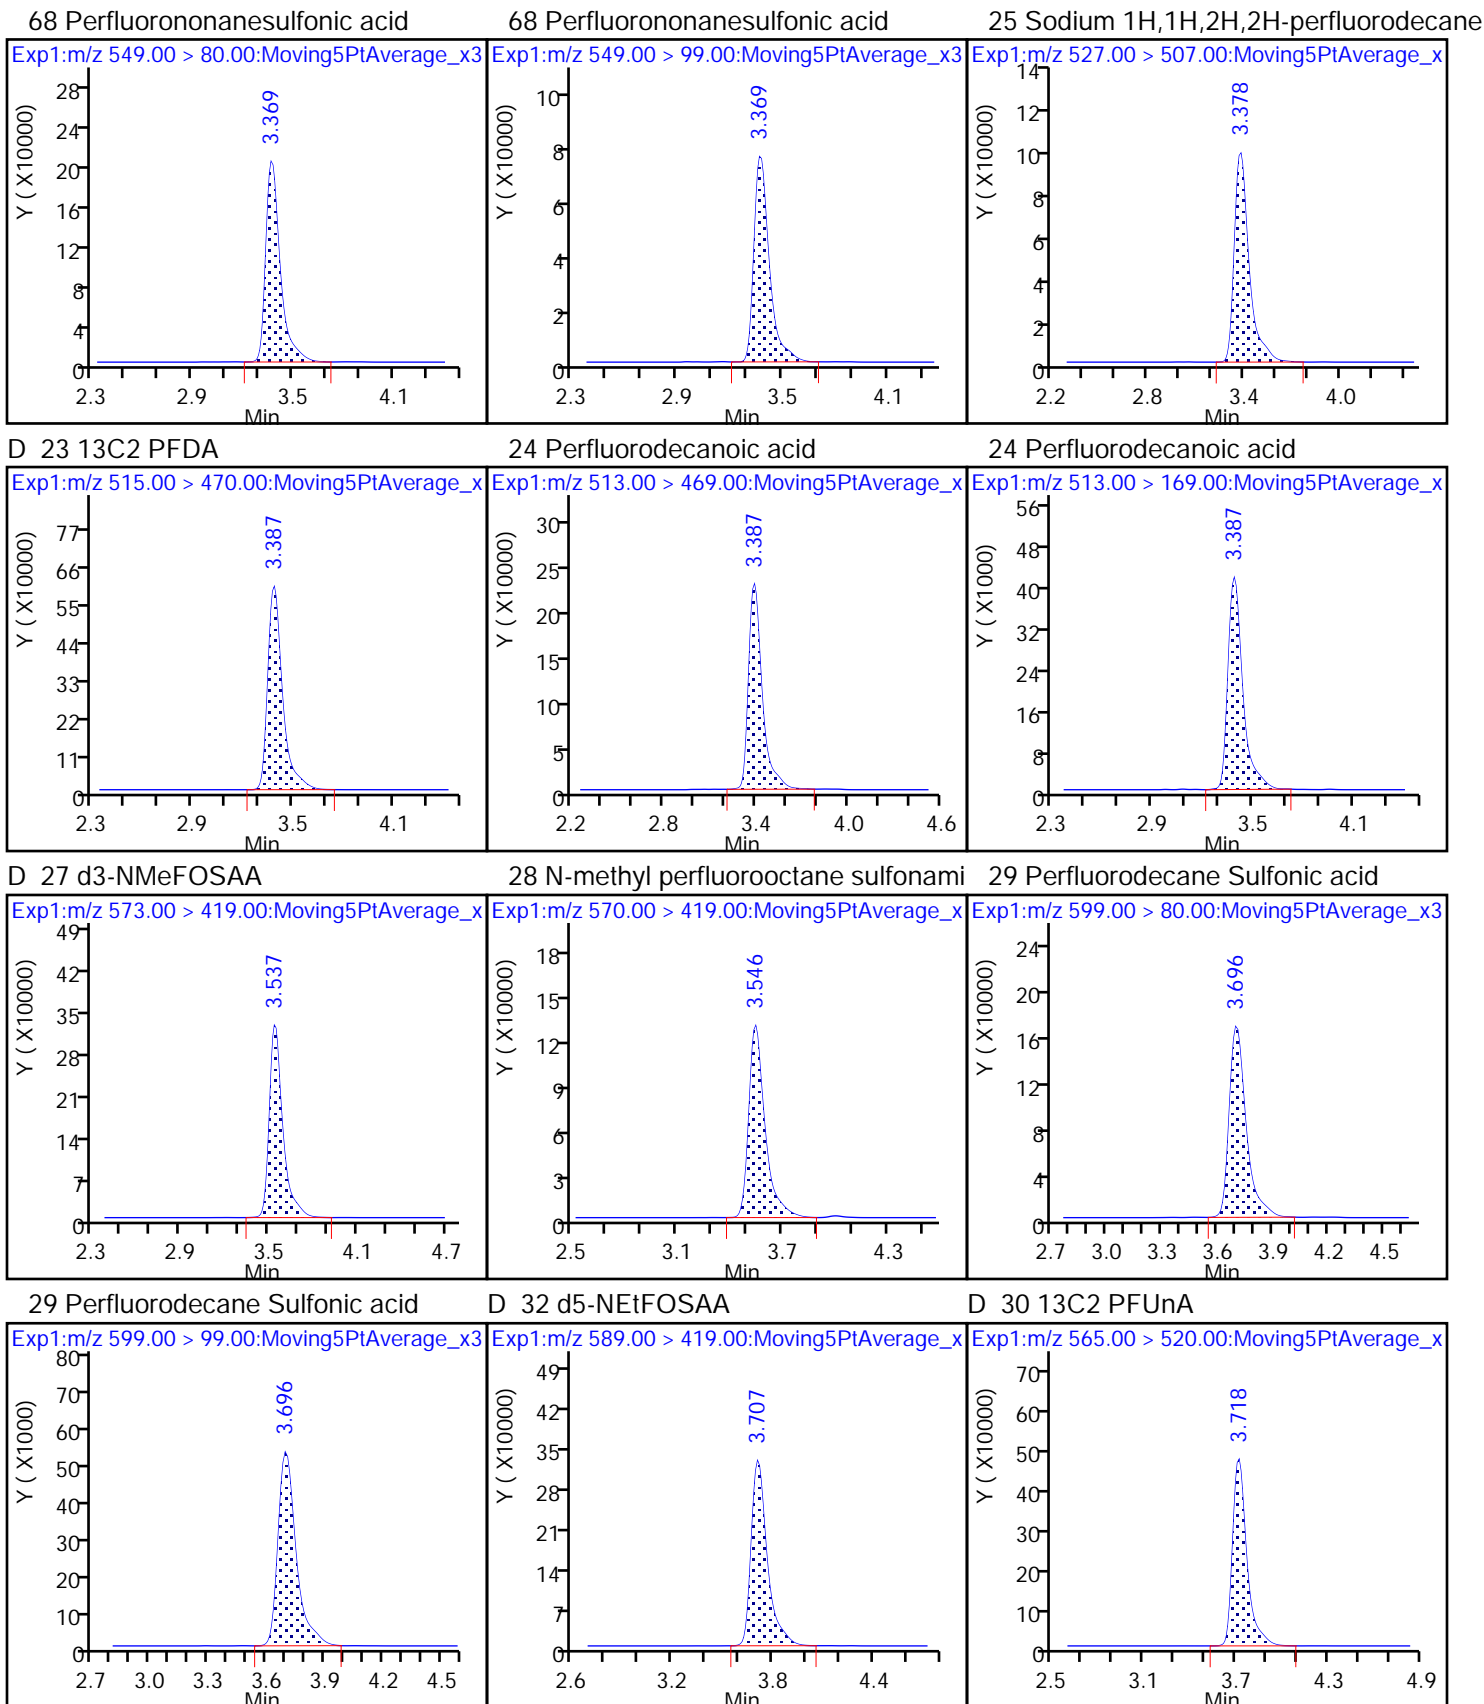 68 Perfluorononanesulfonic acid
Exp1:m/z 549.00 > 80.00:Moving5PtAverage_x3
3.369
Y ( X10000)
28
24
20
16
12
8
4
0
2.3 2.9 3.5 4.1
Min
68 Perfluorononanesulfonic acid
Exp1:m/z 549.00 > 99.00:Moving5PtAverage_x3
3.369
Y ( X10000)
10
8
6
4
2
0
2.3 2.9 3.5 4.1
Min
25 Sodium 1H,1H,2H,2H-perfluorodecane
Exp1:m/z 527.00 > 507.00:Moving5PtAverage_x
3.378
Y ( X10000)
14
12
10
8
6
4
2
0
2.2 2.8 3.4 4.0
Min
D 23 13C2 PFDA
Exp1:m/z 515.00 > 470.00:Moving5PtAverage_x
3.387
Y ( X10000)
77
66
55
44
33
22
11
0
2.3 2.9 3.5 4.1
Min
24 Perfluorodecanoic acid
Exp1:m/z 513.00 > 469.00:Moving5PtAverage_x
3.387
Y ( X10000)
30
25
20
15
10
5
0
2.2 2.8 3.4 4.0 4.6
Min
24 Perfluorodecanoic acid
Exp1:m/z 513.00 > 169.00:Moving5PtAverage_x
3.387
Y ( X1000)
56
48
40
32
24
16
8
0
2.3 2.9 3.5 4.1
Min
D 27 d3-NMeFOSAA
Exp1:m/z 573.00 > 419.00:Moving5PtAverage_x
3.537
Y ( X10000)
49
42
35
28
21
14
7
0
2.3 2.9 3.5 4.1 4.7
Min
28 N-methyl perfluorooctane sulfonami
Exp1:m/z 570.00 > 419.00:Moving5PtAverage_x
3.546
Y ( X10000)
18
15
12
9
6
3
0
2.5 3.1 3.7 4.3
Min
29 Perfluorodecane Sulfonic acid
Exp1:m/z 599.00 > 80.00:Moving5PtAverage_x3
3.696
Y ( X10000)
24
20
16
12
8
4
0
2.7 3.0 3.3 3.6 3.9 4.2 4.5
Min
29 Perfluorodecane Sulfonic acid
Exp1:m/z 599.00 > 99.00:Moving5PtAverage_x3
3.696
Y ( X1000)
80
70
60
50
40
30
20
10
0
2.7 3.0 3.3 3.6 3.9 4.2 4.5
Min
D 32 d5-NEtFOSAA
Exp1:m/z 589.00 > 419.00:Moving5PtAverage_x
3.707
Y ( X10000)
49
42
35
28
21
14
7
0
2.6 3.2 3.8 4.4
Min
D 30 13C2 PFUnA
Exp1:m/z 565.00 > 520.00:Moving5PtAverage_x
3.718
Y ( X10000)
70
60
50
40
30
20
10
0
2.5 3.1 3.7 4.3 4.9
Min